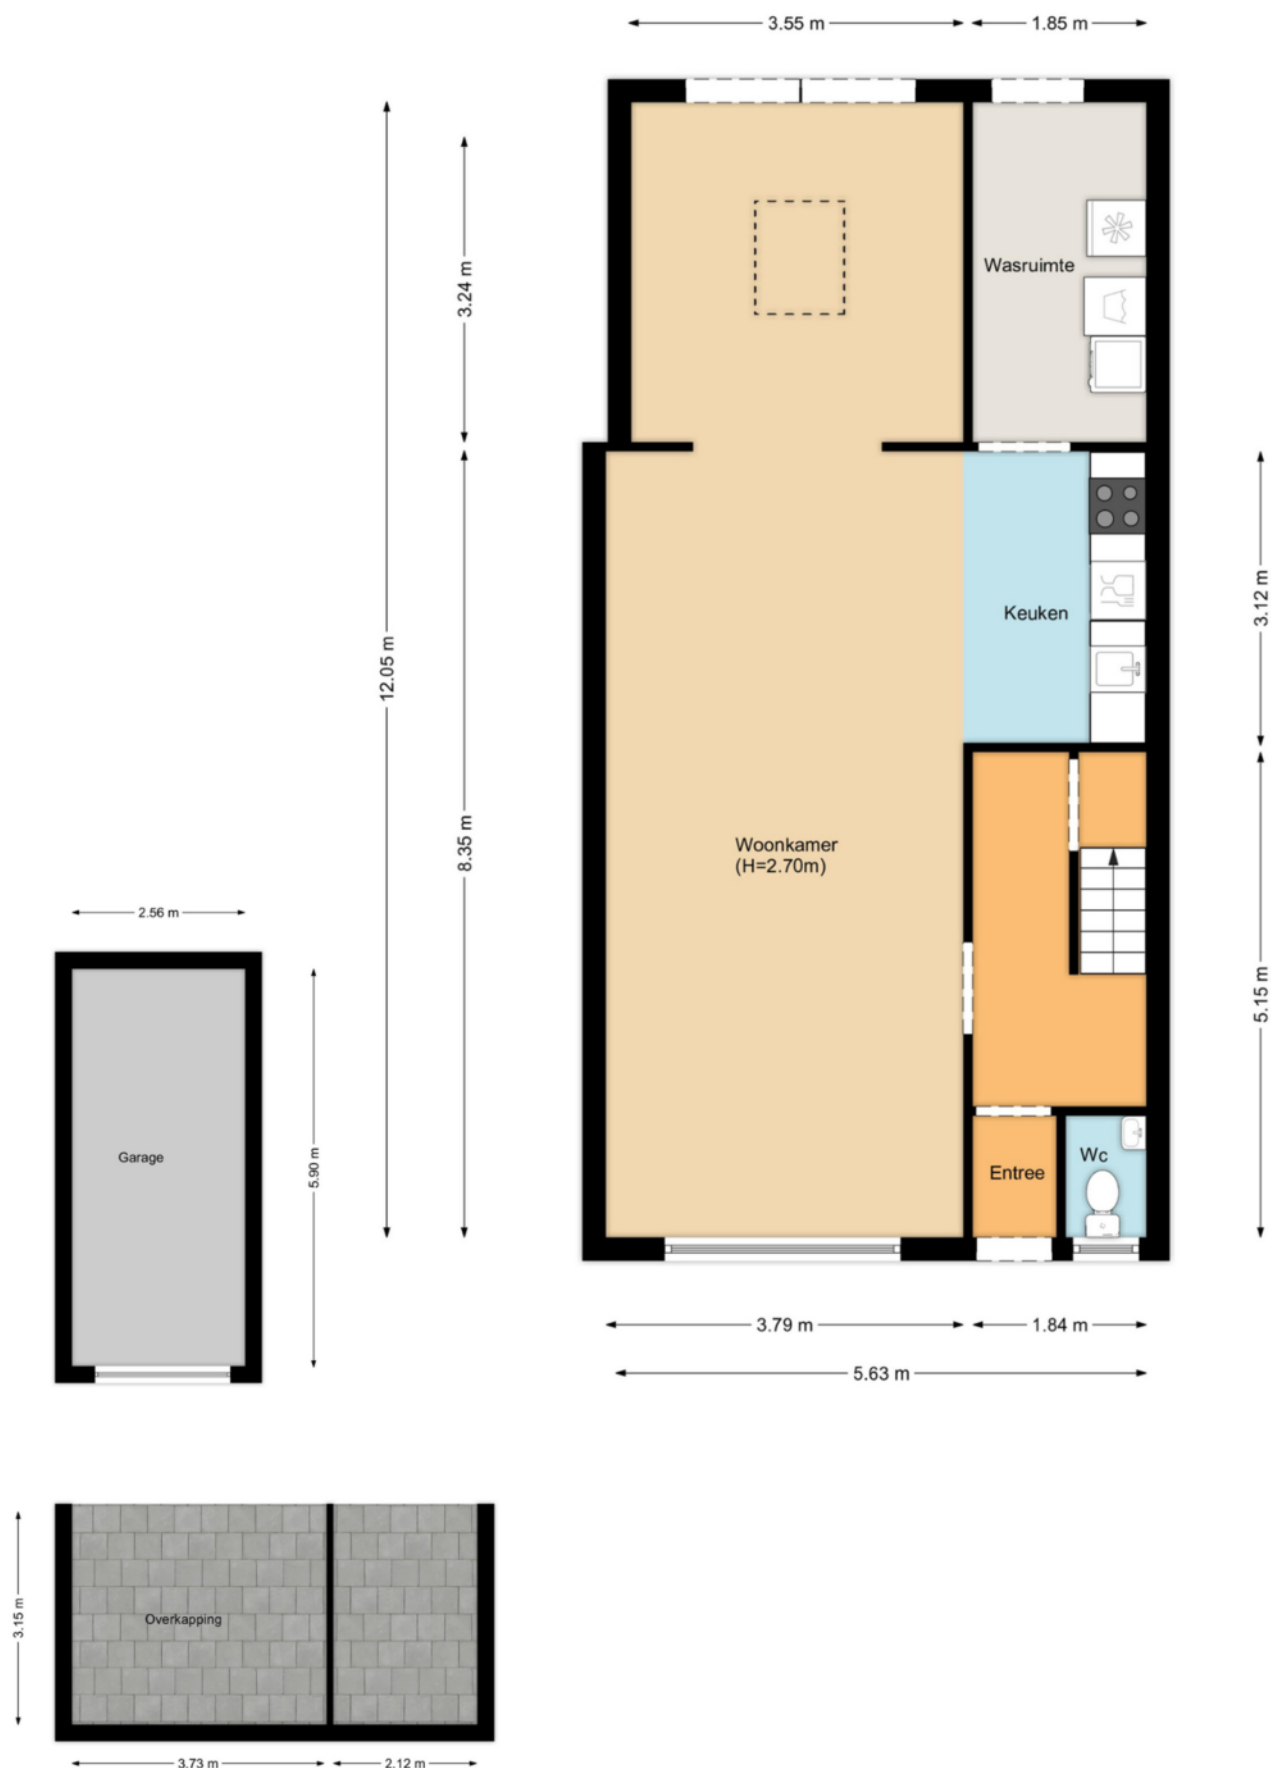 3.55 m
1.85 m
3.24 m
Wasruimte
3.12 m
Keuken
12.05 m
8.35 m
Woonkamer
(H=2.70m)
2.56 m
5.15 m
Garage
5.90 m
Wc
Entree
3.79 m
1.84 m
5.63 m
3.15 m
Overkapping
3.73 m
2.12 m